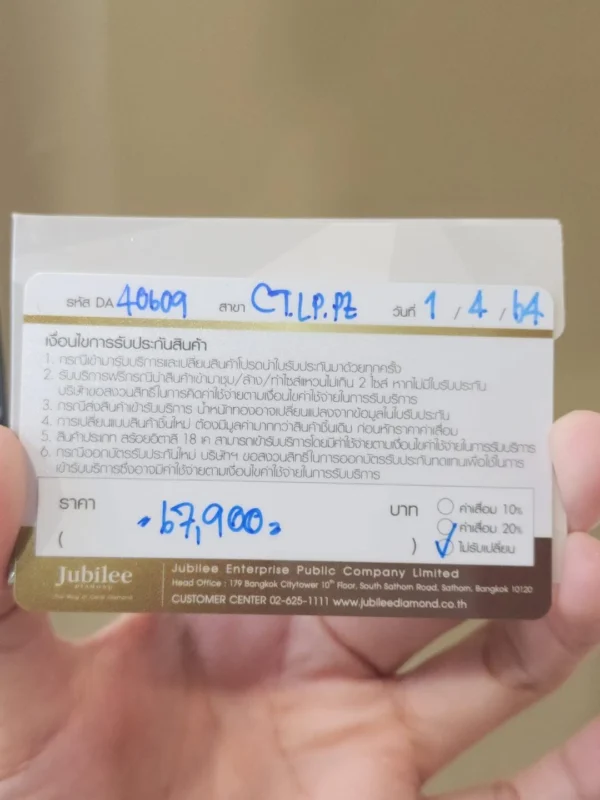 รหัส DA 40609 สาขา CT.LP.PZ วันที่ 1 / 4 / 64
เงื่อนไขการรับประกันสินค้า
1. กรณีเข้ามารับบริการและเปลี่ยนสินค้าโปรดนำใบรับประกันมาด้วยทุกครั้ง
2. รับบริการฟรีกรณีนำสินค้าเข้ามาชุบ/ล้าง/ทำไซส์แหวนไม่เกิน 2 ไซส์ หากไม่มีใบรับประกัน
บริษัทขอสงวนสิทธิ์ในการคิดค่าใช้จ่ายตามเงื่อนไขค่าใช้จ่ายในการรับบริการ
3. กรณีส่งสินค้าเข้ารับบริการ น้ำหนักทองอาจเปลี่ยนแปลงจากข้อมูลในใบรับประกัน
4. การเปลี่ยนแบบสินค้าชิ้นใหม่ ต้องมีมูลค่ามากกว่าสินค้าชิ้นเดิม ก่อนหักราคาค่าเสื่อม
5. สินค้าประเภท สร้อยอิตาลี 18 เค สามารถเข้ารับบริการโดยมีค่าใช้จ่ายตามเงื่อนไขค่าใช้จ่ายในการรับบริการ
6. กรณีออกบัตรรับประกันใหม่ บริษัทฯ ขอสงวนสิทธิ์ในการออกบัตรรับประกันทดแทนเพื่อใช้ในการ
เข้ารับบริการซึ่งอาจมีค่าใช้จ่ายตามเงื่อนไขค่าใช้จ่ายในการรับบริการ
ราคา 67,900 บาท ค่าเสื่อม 10%
ค่าเสื่อม 20%
( ) ไม่รับเปลี่ยน
Jubilee
DIAMOND
Jubilee Enterprise Public Company Limited
Head Office : 179 Bangkok Citytower 10th Floor, South Sathorn Road, Sathorn, Bangkok 10120
CUSTOMER CENTER 02-625-1111 www.jubileediamond.co.th